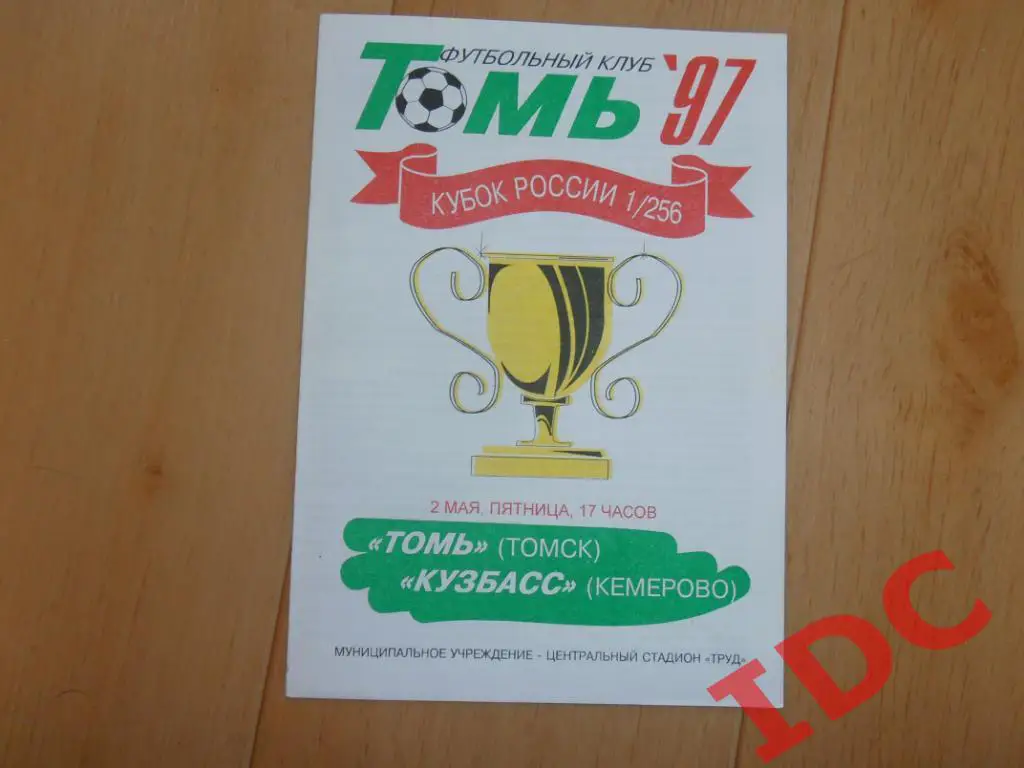 ФУТБОЛЬНЫЙ КЛУБ
ТОМЬ '97
КУБОК РОССИИ 1/256
2 МАЯ, ПЯТНИЦА, 17 ЧАСОВ
«ТОМЬ» (ТОМСК)
«КУЗБАСС» (КЕМЕРОВО)
МУНИЦИПАЛЬНОЕ УЧРЕЖДЕНИЕ - ЦЕНТРАЛЬНЫЙ СТАДИОН «ТРУД»
IDC